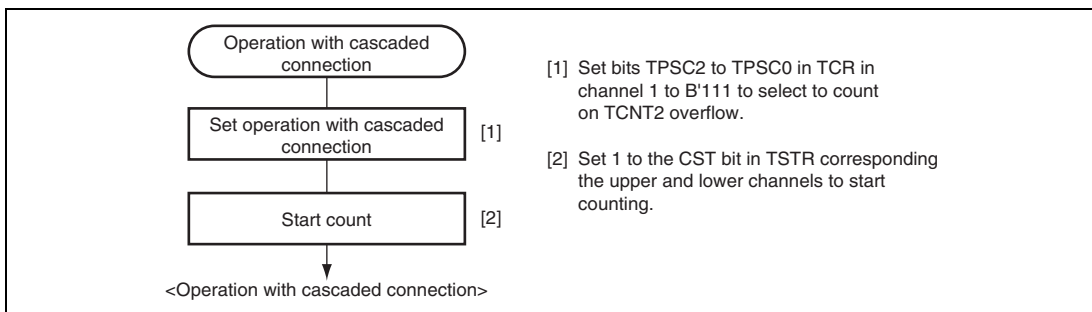 Operation with cascaded
connection
Set operation with cascaded
connection
[1]
Start count
[2]
<Operation with cascaded connection>
[1] Set bits TPSC2 to TPSC0 in TCR in
channel 1 to B'111 to select to count
on TCNT2 overflow.
[2] Set 1 to the CST bit in TSTR corresponding
the upper and lower channels to start
counting.